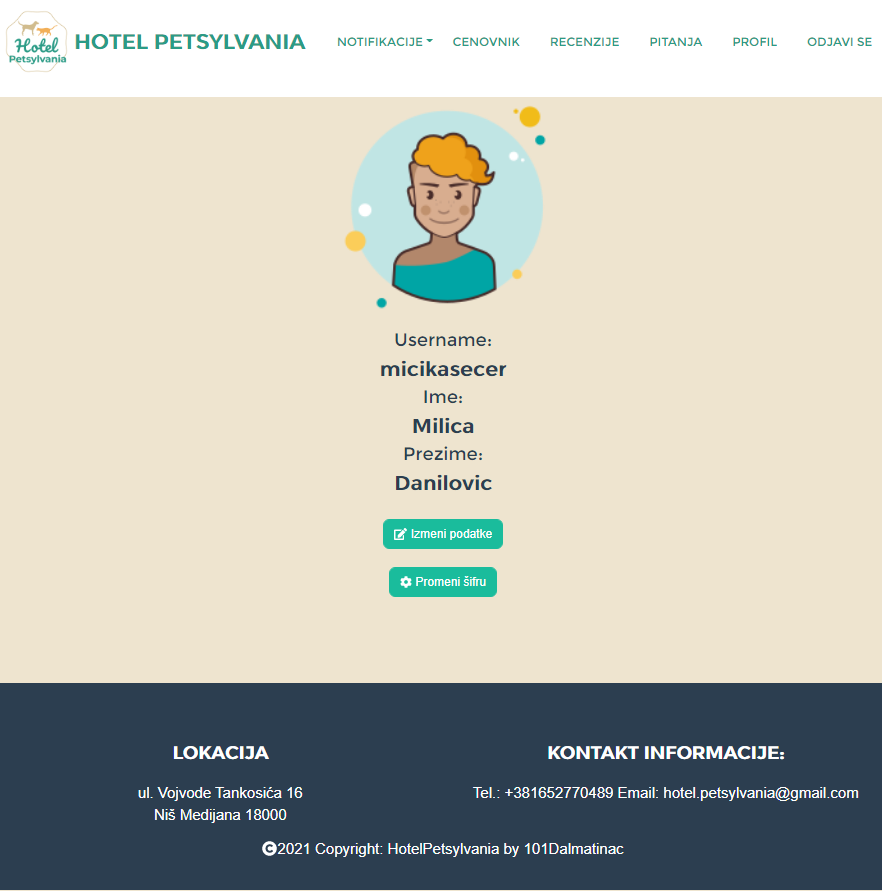 Hotel
Petsylvania
HOTEL PETSYLVANIA
NOTIFIKACIJE
CENOVNIK
RECENZIJE
PITANJA
PROFIL
ODJAVI SE
Username:
micikasecer
Ime:
Milica
Prezime:
Danilovic
Izmeni podatke
Promeni šifru
LOKACIJA
ul. Vojvode Tankosića 16
Niš Medijana 18000
KONTAKT INFORMACIJE:
Tel.: +381652770489 Email: hotel.petsylvania@gmail.com
©2021 Copyright: HotelPetsylvania by 101Dalmatinac